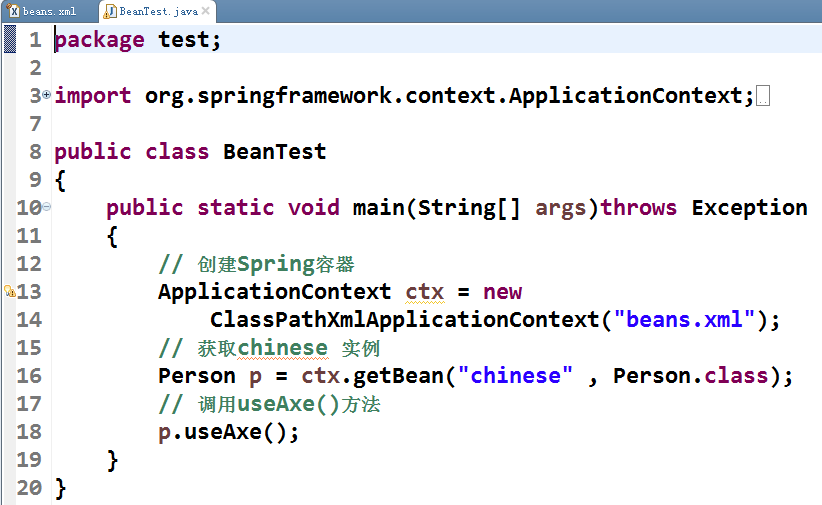 beans.xml BeanTest.java
1 package test;
2
3 import org.springframework.context.ApplicationContext;
7
8 public class BeanTest
9 {
10 public static void main(String[] args)throws Exception
11 {
12 // 创建Spring容器
13 ApplicationContext ctx = new
14 ClassPathXmlApplicationContext("beans.xml");
15 // 获取chinese 实例
16 Person p = ctx.getBean("chinese" , Person.class);
17 // 调用useAxe()方法
18 p.useAxe();
19 }
20 }